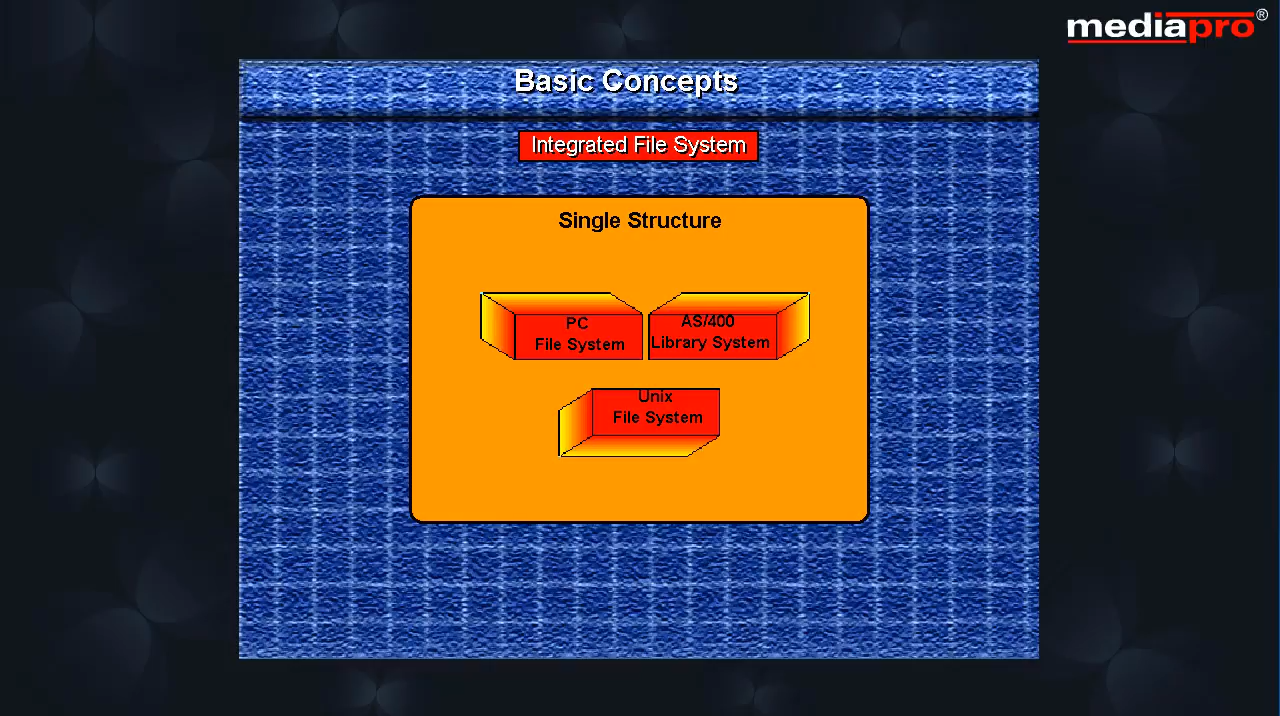 mediapro®
Basic Concepts
Integrated File System
Single Structure
PC
File System
AS/400
Library System
Unix
File System